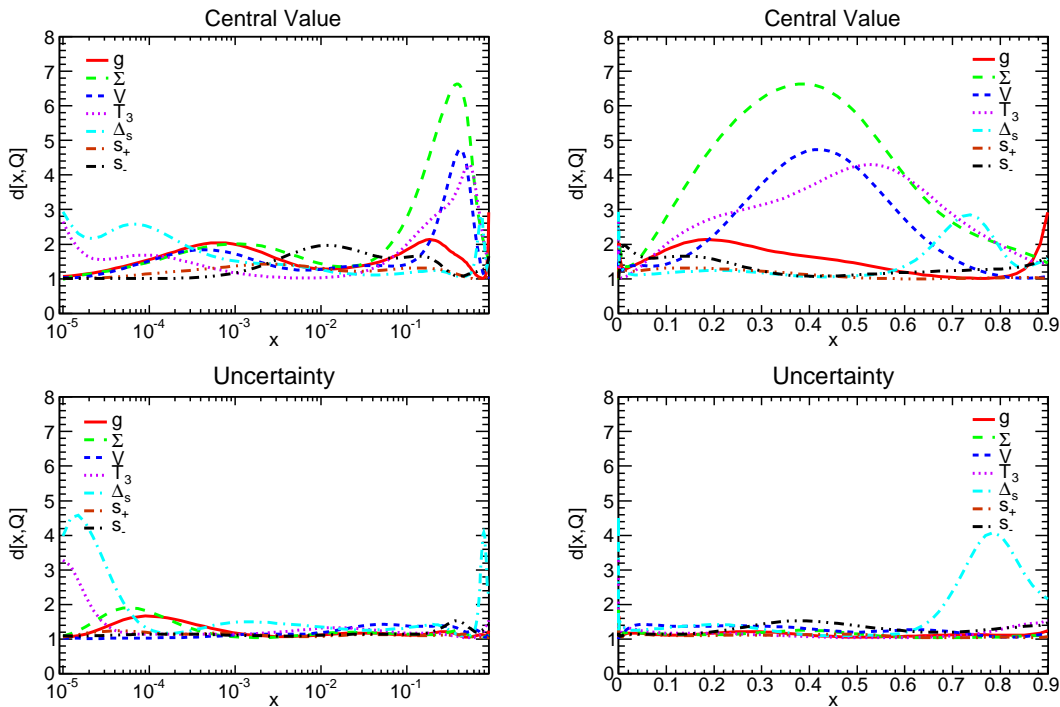 Central Value
d[x,Q]
8
7
6
5
4
3
2
1
0
g
Σ
V
T₃
Δₛ
s₊
s₋
10⁻⁵ 10⁻⁴ 10⁻³ 10⁻² 10⁻¹
x
Central Value
d[x,Q]
8
7
6
5
4
3
2
1
0
g
Σ
V
T₃
Δₛ
s₊
s₋
0 0.1 0.2 0.3 0.4 0.5 0.6 0.7 0.8 0.9
x
Uncertainty
d[x,Q]
8
7
6
5
4
3
2
1
0
g
Σ
V
T₃
Δₛ
s₊
s₋
10⁻⁵ 10⁻⁴ 10⁻³ 10⁻² 10⁻¹
x
Uncertainty
d[x,Q]
8
7
6
5
4
3
2
1
0
g
Σ
V
T₃
Δₛ
s₊
s₋
0 0.1 0.2 0.3 0.4 0.5 0.6 0.7 0.8 0.9
x